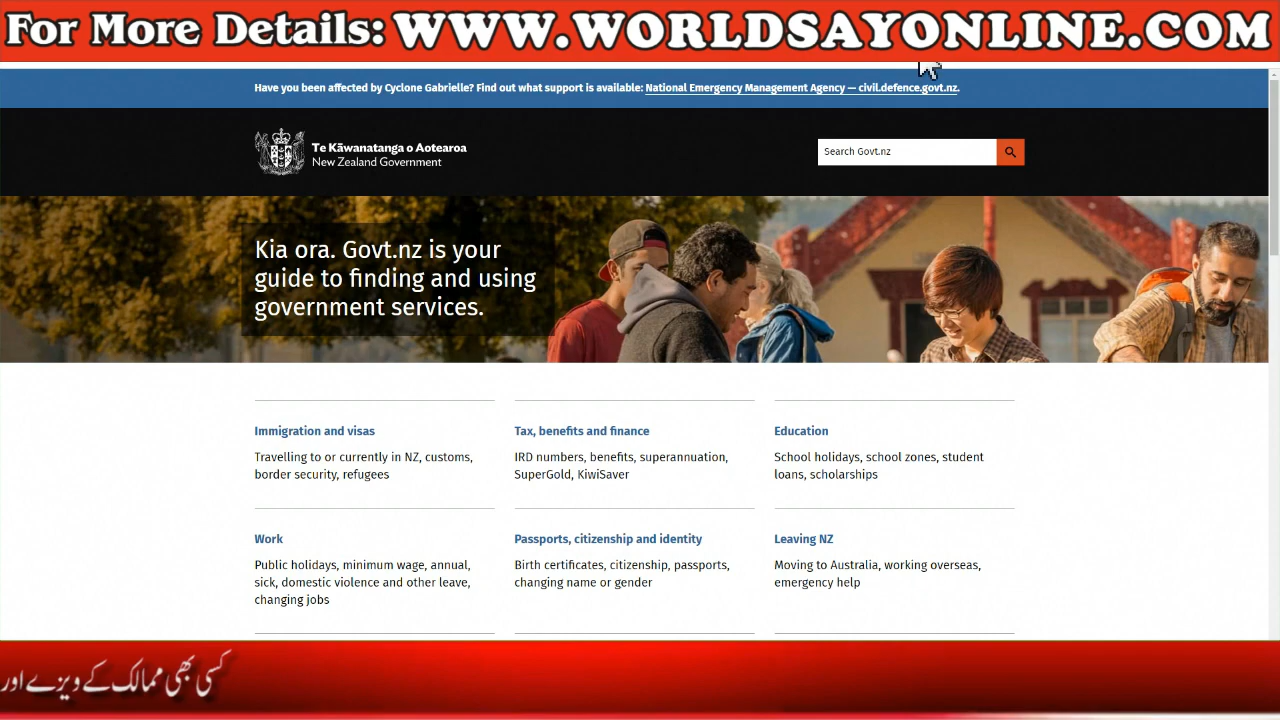 For More Details: WWW.WORLDSAYONLINE.COM
Have you been affected by Cyclone Gabrielle? Find out what support is available: National Emergency Management Agency — civil.defence.govt.nz.
Te Kāwanatanga o Aotearoa
New Zealand Government
Search Govt.nz
Kia ora. Govt.nz is your
guide to finding and using
government services.
Immigration and visas
Travelling to or currently in NZ, customs,
border security, refugees
Tax, benefits and finance
IRD numbers, benefits, superannuation,
SuperGold, KiwiSaver
Education
School holidays, school zones, student
loans, scholarships
Work
Public holidays, minimum wage, annual,
sick, domestic violence and other leave,
changing jobs
Passports, citizenship and identity
Birth certificates, citizenship, passports,
changing name or gender
Leaving NZ
Moving to Australia, working overseas,
emergency help
کسی بھی ممالک کے ویزے اور